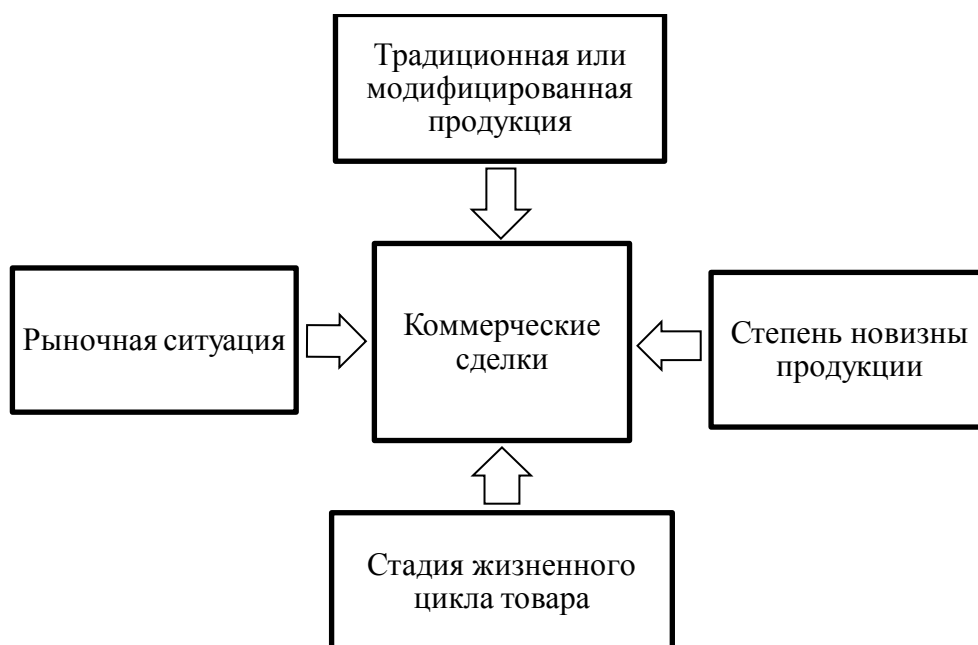 Традиционная или
модифицированная
продукция
Рыночная ситуация
Коммерческие
сделки
Степень новизны
продукции
Стадия жизненного
цикла товара